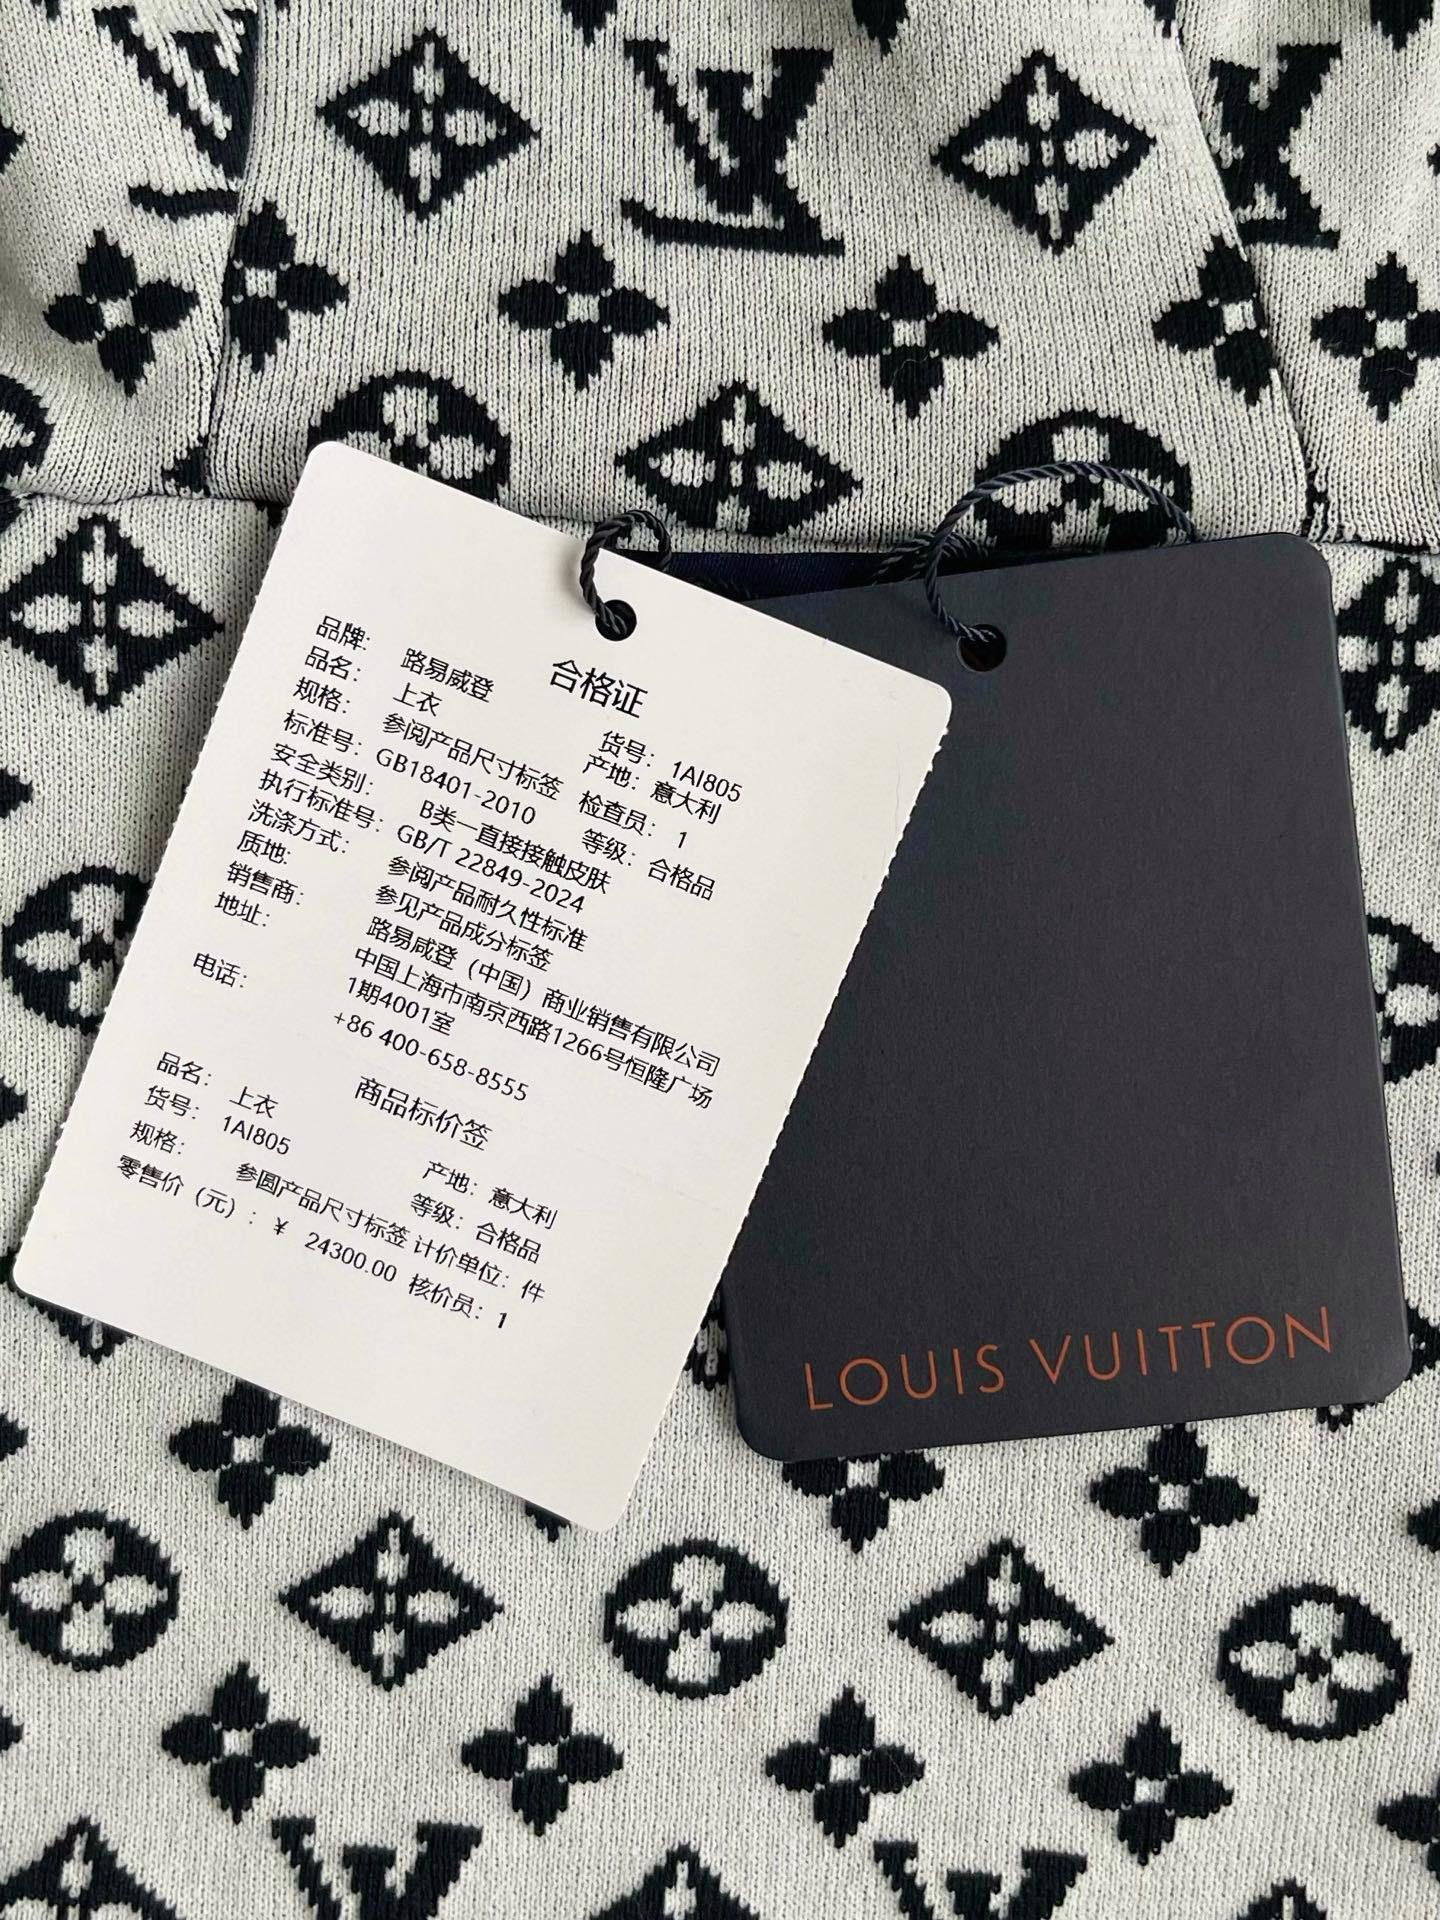 合格证
品牌: 路易威登
品名: 上衣 货号: 1AI805
规格: 参阅产品尺寸标签 产地: 意大利
标准号: GB18401-2010 检查员: 1
安全类别: B类一直接接触皮肤 等级: 合格品
执行标准号: GB/T 22849-2024
洗涤方式: 参阅产品耐久性标准
质地: 参见产品成分标签
销售商: 路易咸登（中国）商业销售有限公司
地址: 中国上海市南京西路1266号恒隆广场
1期4001室
电话: +86 400-658-8555
商品标价签
品名: 上衣
货号: 1AI805 产地: 意大利
规格: 参圆产品尺寸标签 等级: 合格品
计价单位: 件
零售价（元）: ¥ 24300.00 核价员: 1
LOUIS VUITTON